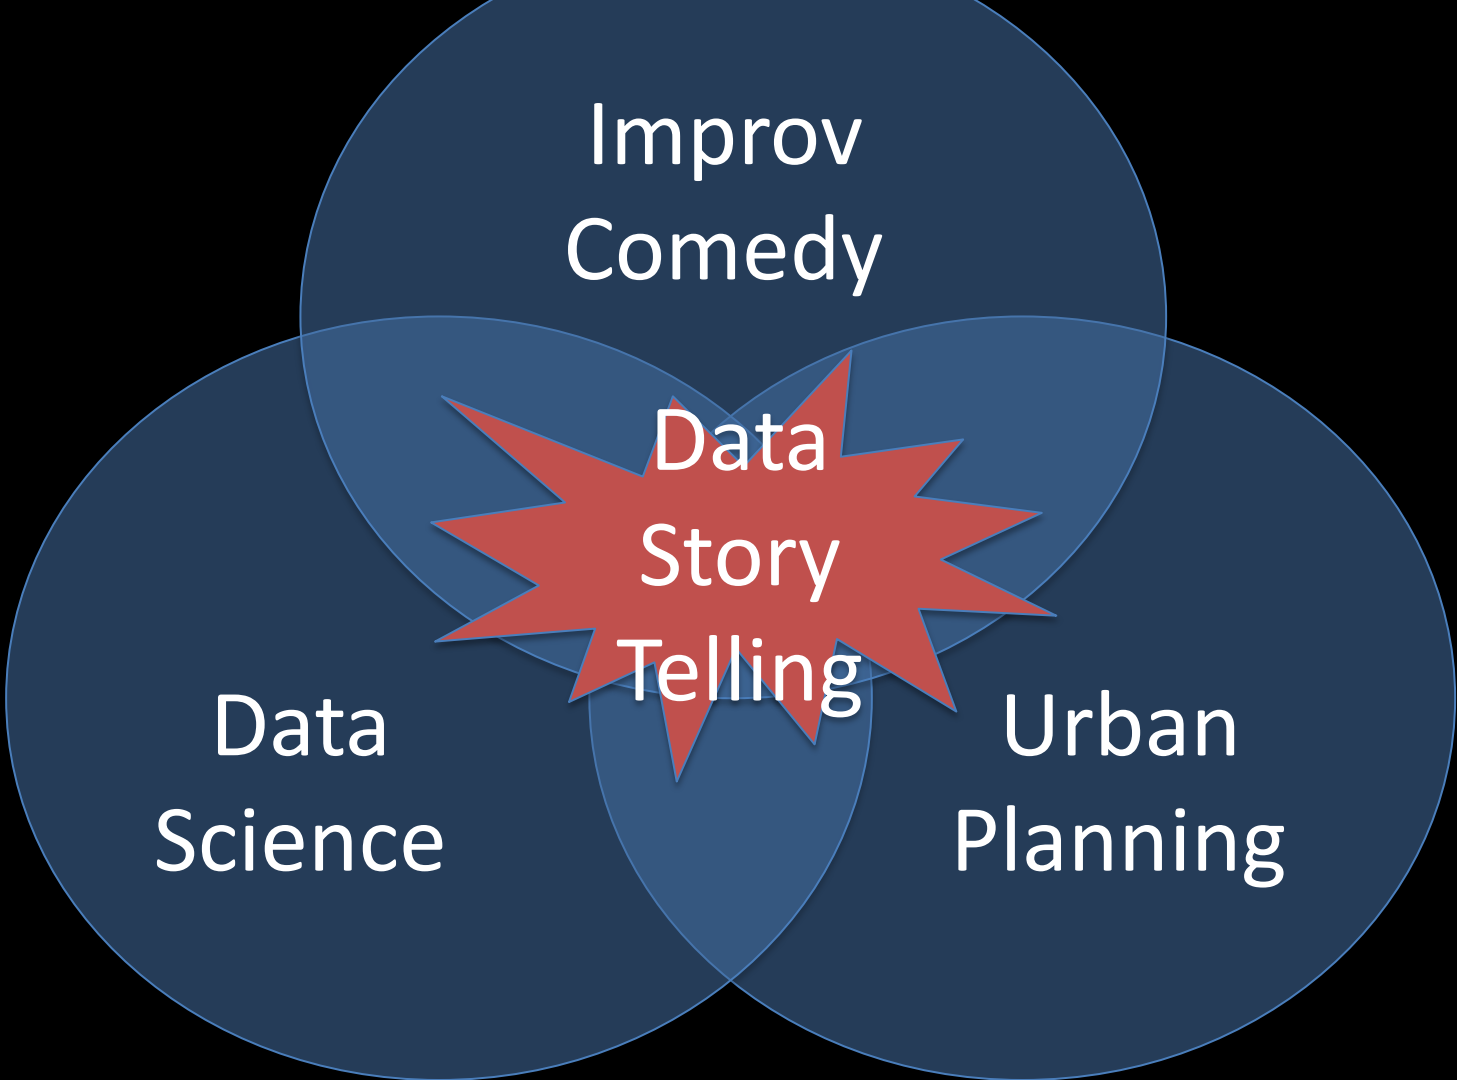 Improv
Comedy
Data
Story
Telling
Data
Science
Urban
Planning